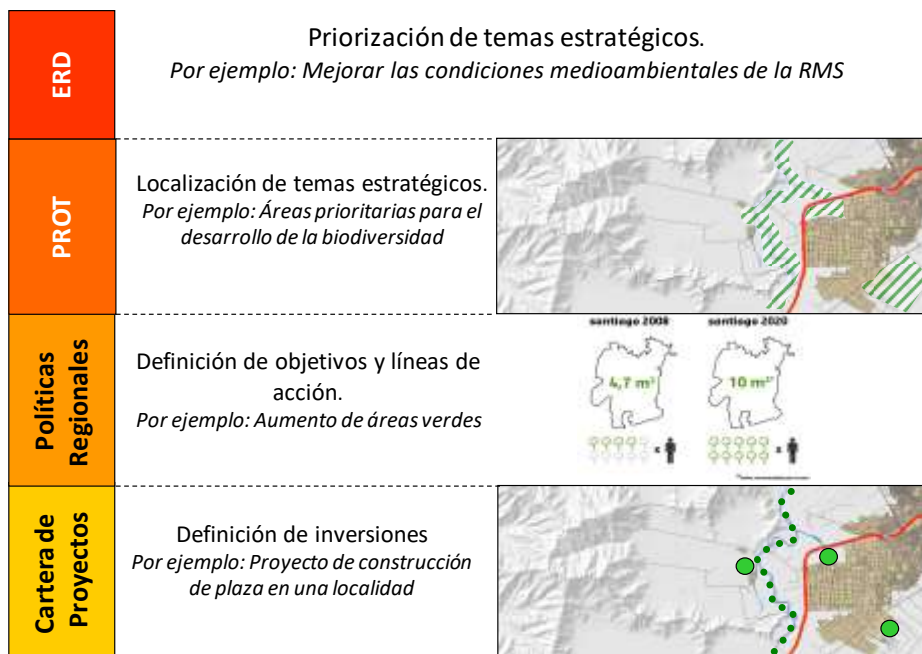 ERD
Priorización de temas estratégicos.
Por ejemplo: Mejorar las condiciones medioambientales de la RMS
PROT
Localización de temas estratégicos.
Por ejemplo: Áreas prioritarias para el
desarrollo de la biodiversidad
Políticas
Regionales
Definición de objetivos y líneas de
acción.
Por ejemplo: Aumento de áreas verdes
santiago 2008
santiago 2020
4,7 m²
10 m²*
x
x
Cartera de
Proyectos
Definición de inversiones
Por ejemplo: Proyecto de construcción
de plaza en una localidad